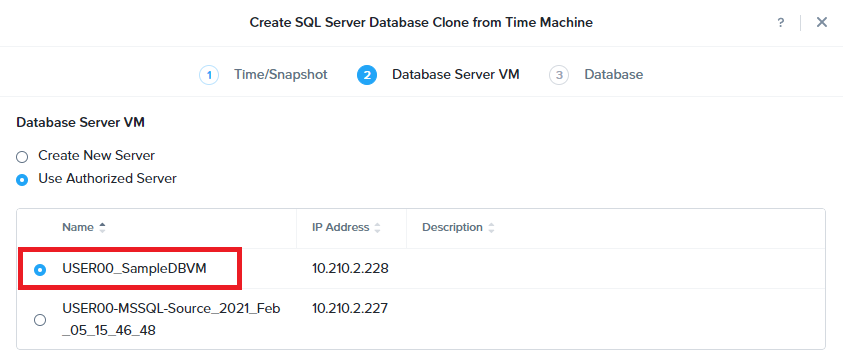 Create SQL Server Database Clone from Time Machine
?
1 Time/Snapshot 2 Database Server VM 3 Database
Database Server VM
Create New Server
Use Authorized Server
Name IP Address Description
USER00_SampleDBVM 10.210.2.228
USER00-MSSQL-Source_2021_Feb 10.210.2.227
_05_15_46_48